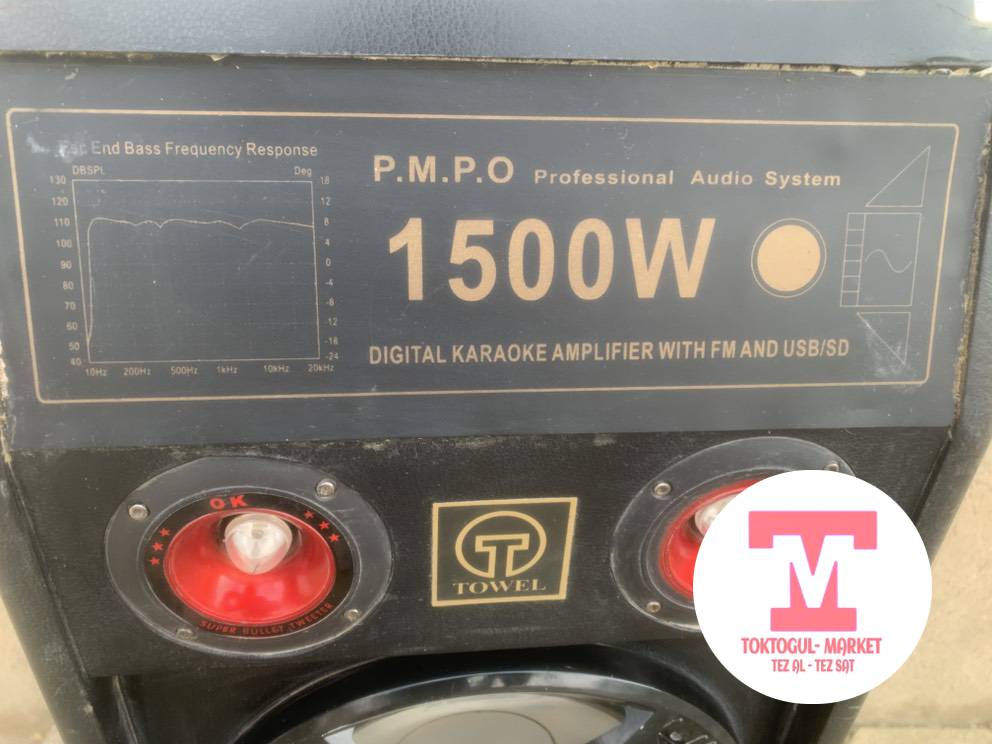 End Bass Frequency Response
DBSPL
Deg
130
120
110
100
90
80
70
60
50
40
18
12
8
4
0
-4
-8
-12
-16
-24
10Hz 200Hz 500Hz 1kHz 10kHz 20kHz
P.M.P.O Professional Audio System
1500W
DIGITAL KARAOKE AMPLIFIER WITH FM AND USB/SD
OK
SUPER BULLET TWEETER
T
TOWEL
TM
TOKTOGUL- MARKET
TEZ AL - TEZ SAT